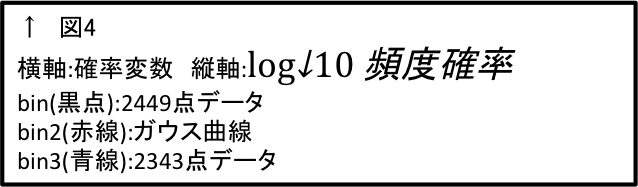 ↑ 図4
横軸:確率変数 縦軸:log↓10 頻度確率
bin(黒点):2449点データ
bin2(赤線):ガウス曲線
bin3(青線):2343点データ